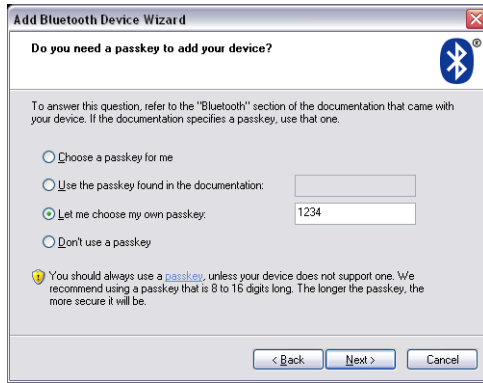 Add Bluetooth Device Wizard
Do you need a passkey to add your device?
®
To answer this question, refer to the "Bluetooth" section of the documentation that came with
your device. If the documentation specifies a passkey, use that one.
Choose a passkey for me
Use the passkey found in the documentation:
Let me choose my own passkey: 1234
Don't use a passkey
You should always use a passkey, unless your device does not support one. We
recommend using a passkey that is 8 to 16 digits long. The longer the passkey, the
more secure it will be.
< Back Next > Cancel